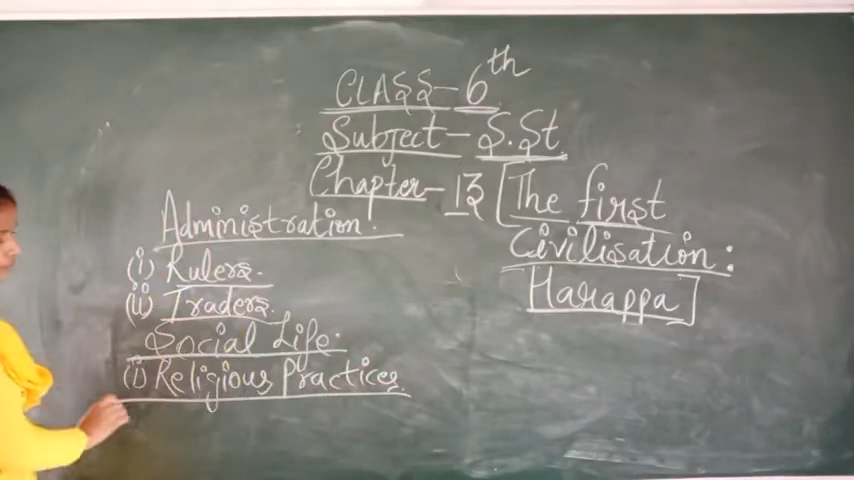 CLASS - 6th
Subject - S.St.
Chapter - 13 [The first
Civilisation:
Harappa]
Administration.
(i) Rulers.
(ii) Traders.
Social Life.
(i) Religious Practices.